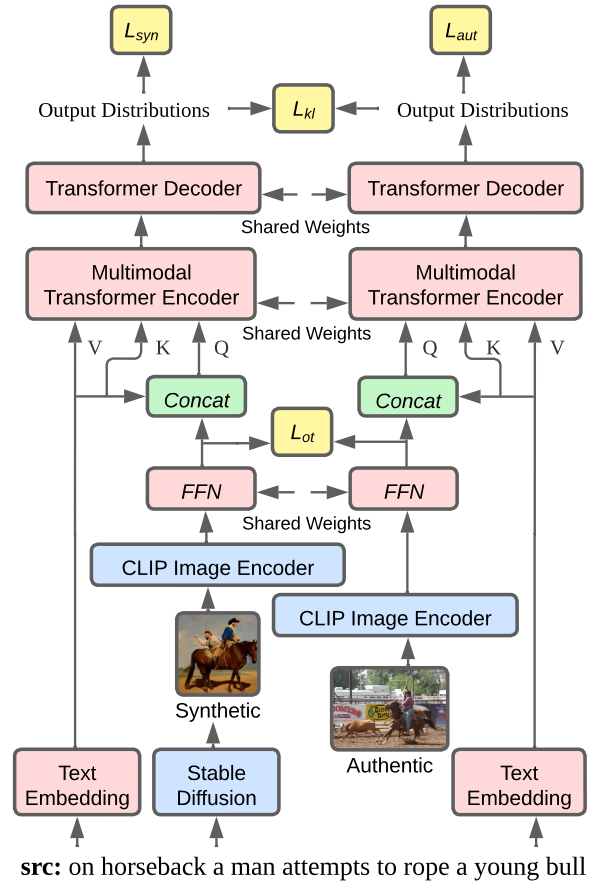 L_syn
L_aut
Output Distributions
L_kl
Output Distributions
Transformer Decoder
Transformer Decoder
Shared Weights
Multimodal
Transformer Encoder
Multimodal
Transformer Encoder
Shared Weights
V
K
Q
Q
K
V
Concat
Concat
L_ot
FFN
FFN
Shared Weights
CLIP Image Encoder
CLIP Image Encoder
Synthetic
Authentic
Text
Embedding
Stable
Diffusion
Text
Embedding
src: on horseback a man attempts to rope a young bull